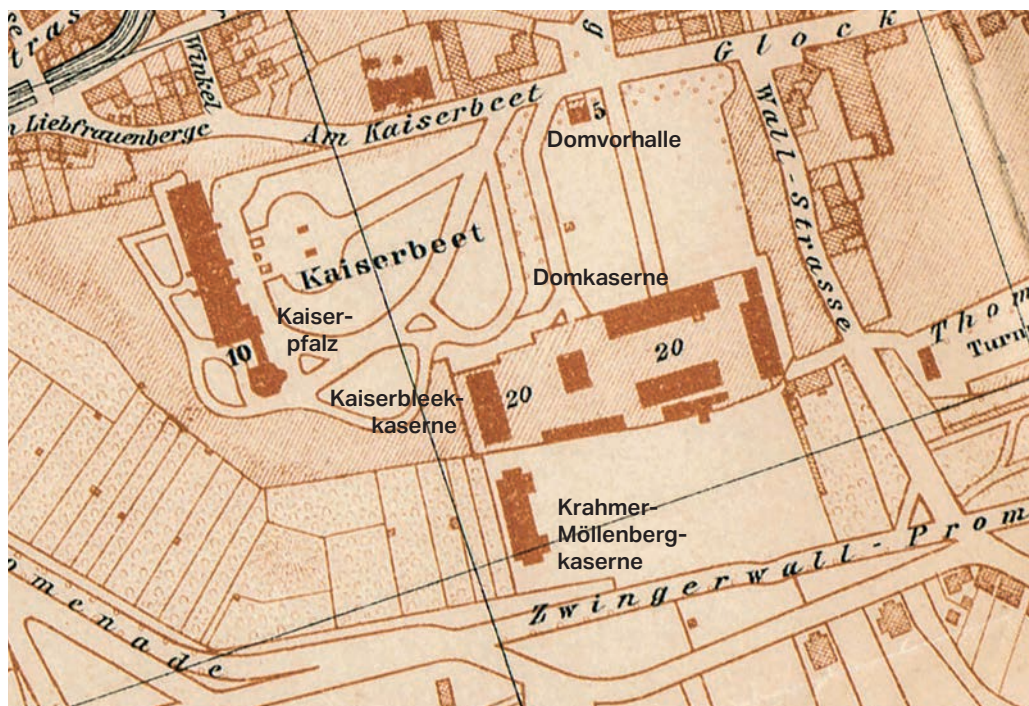 Winkel
g
Glock
n Liebfrauenberge
Am Kaiserbeet
5
Domvorhalle
Wall-Strasse
Kaiserbeet
Domkaserne
Kaiser-
pfalz
10
20
20
Thom
Turn
Kaiserbleek-
kaserne
Krahmer-
Möllenberg-
kaserne
Zwingerwall-Prom
omenade